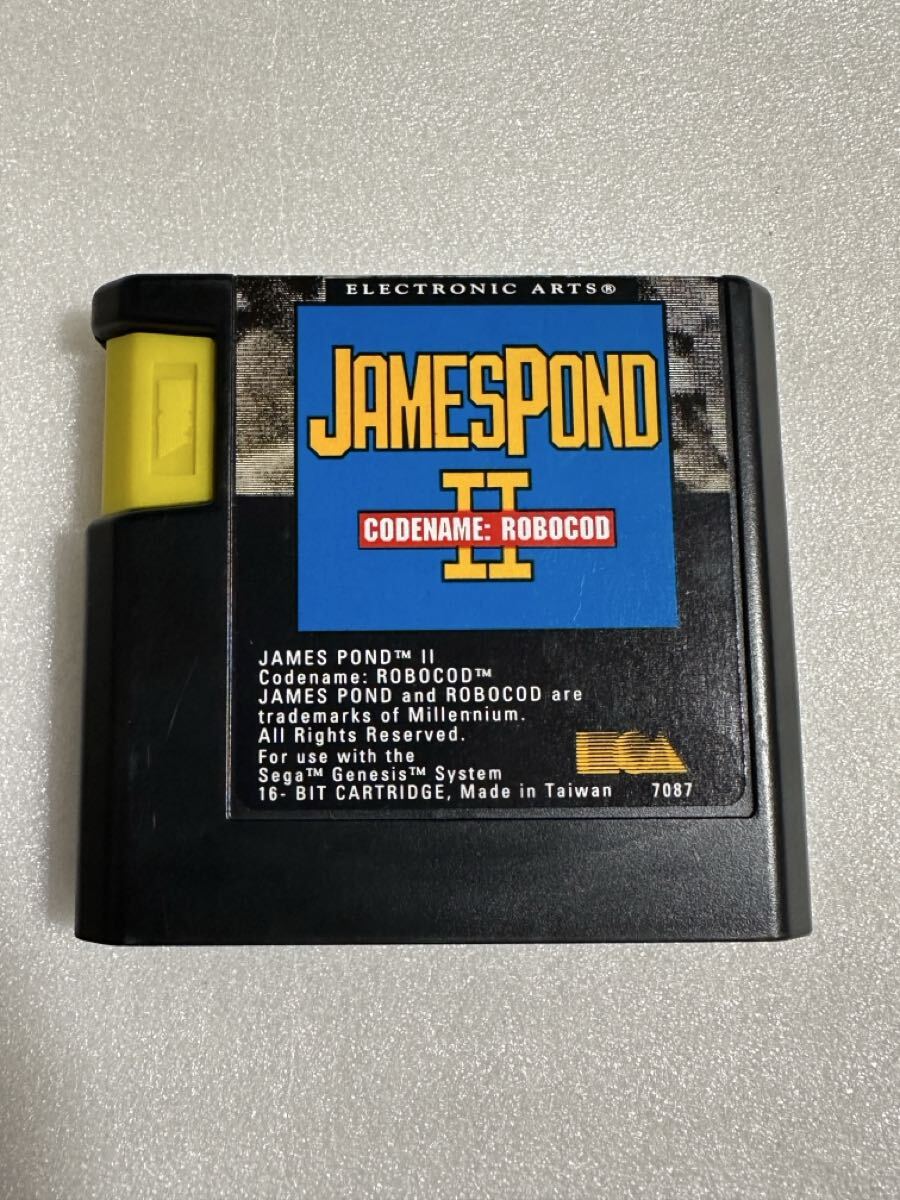 ELECTRONIC ARTS®
JAMESPOND
II
CODENAME: ROBOCOD
JAMES POND™ II
Codename: ROBOCOD™
JAMES POND and ROBOCOD are
trademarks of Millennium.
All Rights Reserved.
For use with the
Sega™ Genesis™ System
16- BIT CARTRIDGE, Made in Taiwan 7087
EA